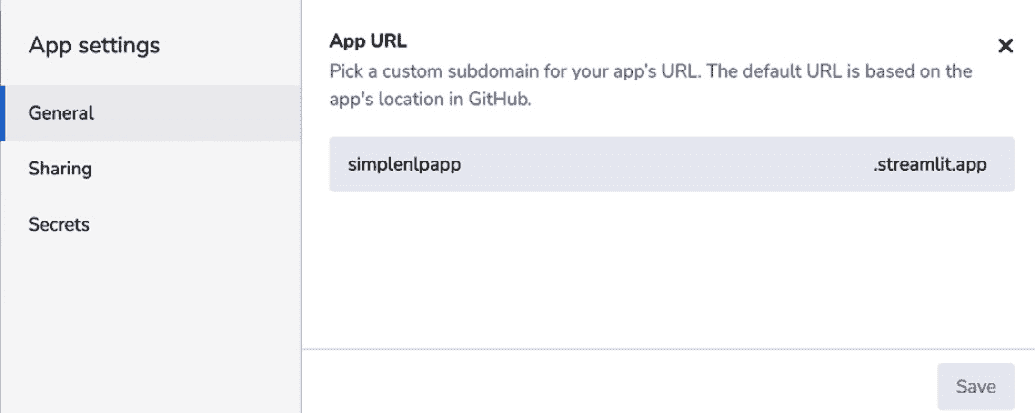 App settings
General
Sharing
Secrets
App URL
Pick a custom subdomain for your app's URL. The default URL is based on the
app's location in GitHub.
simplenlpapp .streamlit.app
Save